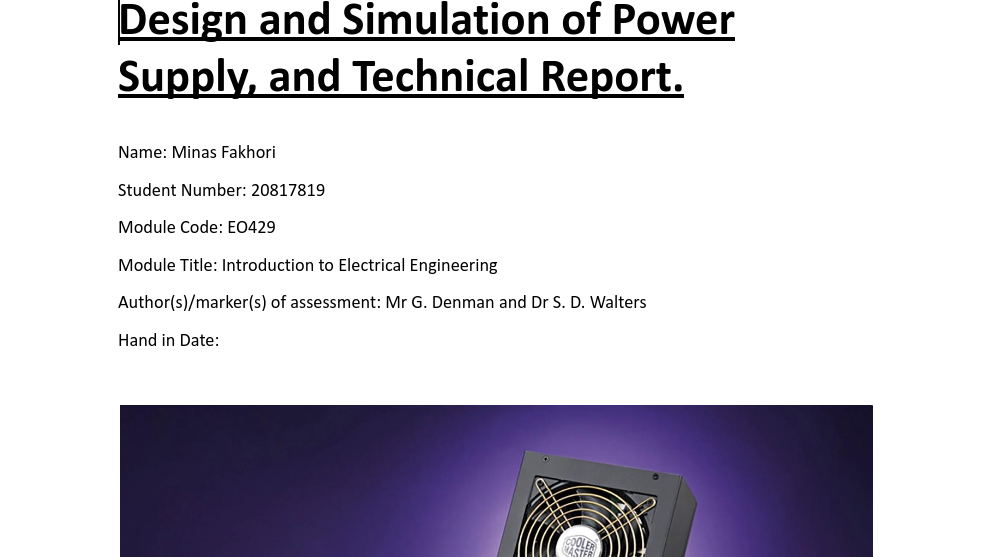 Design and Simulation of Power
Supply, and Technical Report.
Name: Minas Fakhori
Student Number: 20817819
Module Code: EO429
Module Title: Introduction to Electrical Engineering
Author(s)/marker(s) of assessment: Mr G. Denman and Dr S. D. Walters
Hand in Date:
COOLER
MASTER